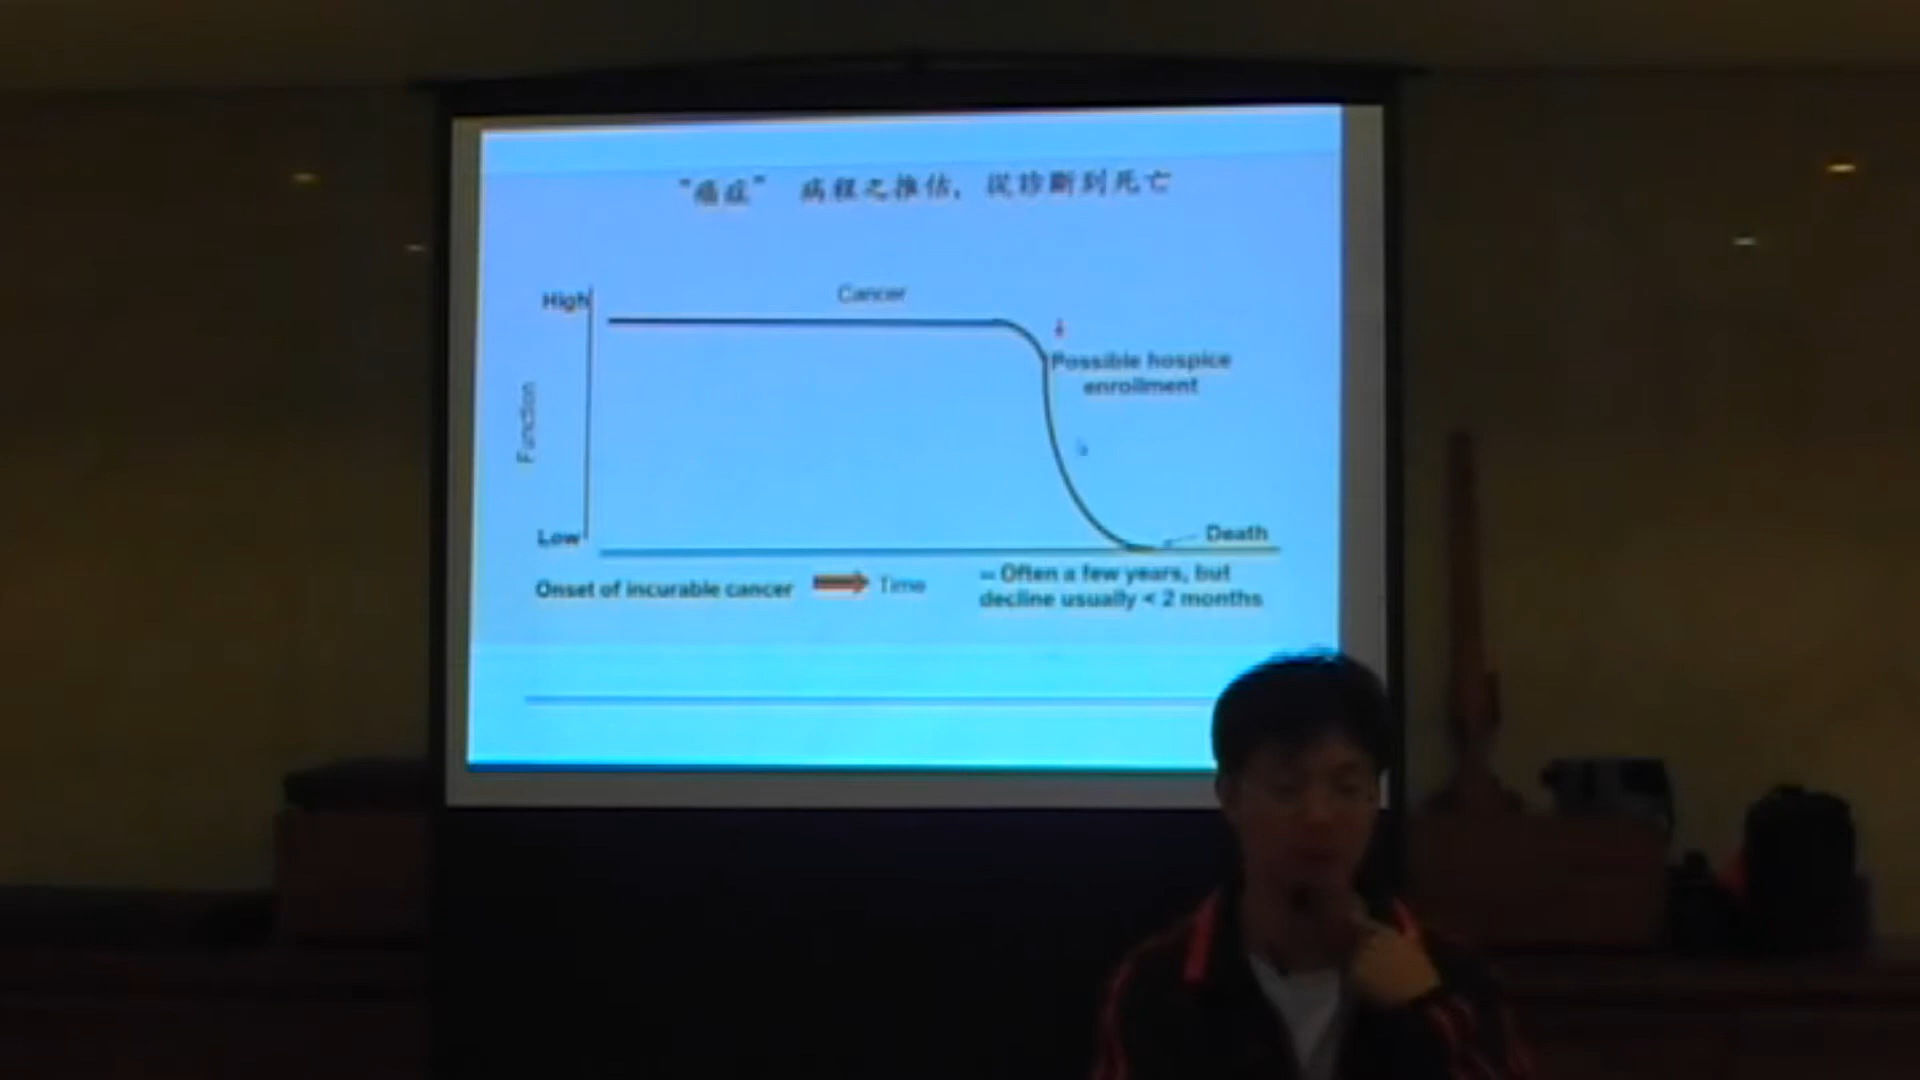 "癌症" 病程之推估, 從診斷到死亡
Cancer
High
Possible hospice
enrollment
Function
Low
Death
Onset of incurable cancer
Time
-- Often a few years, but
decline usually < 2 months